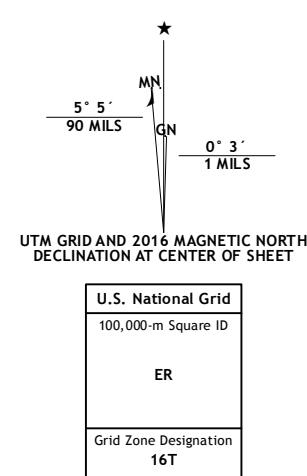 ★
MN.
GN
5° 5´
90 MILS
0° 3´
1 MILS
UTM GRID AND 2016 MAGNETIC NORTH
DECLINATION AT CENTER OF SHEET
U.S. National Grid
100,000-m Square ID
ER
Grid Zone Designation
16T